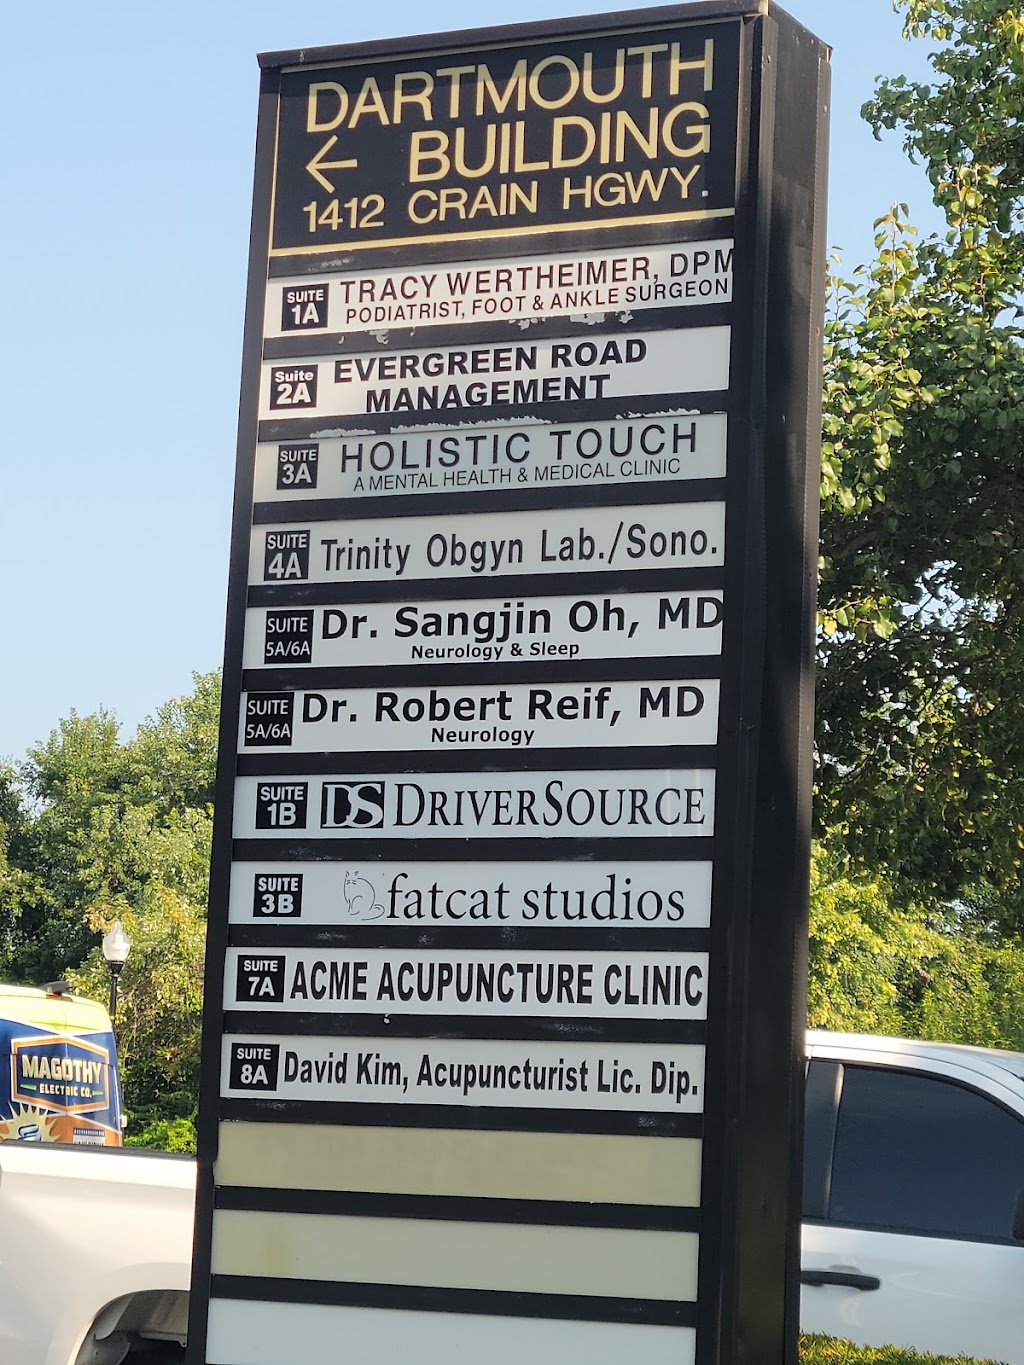 DARTMOUTH
← BUILDING
1412 CRAIN HGWY.
SUITE
1A
TRACY WERTHEIMER, DPM
PODIATRIST, FOOT & ANKLE SURGEON
Suite
2A
EVERGREEN ROAD
MANAGEMENT
SUITE
3A
HOLISTIC TOUCH
A MENTAL HEALTH & MEDICAL CLINIC
SUITE
4A
Trinity Obgyn Lab./Sono.
SUITE
5A/6A
Dr. Sangjin Oh, MD
Neurology & Sleep
SUITE
5A/6A
Dr. Robert Reif, MD
Neurology
SUITE
1B
DS DRIVERSOURCE
SUITE
3B
fatcat studios
SUITE
7A
ACME ACUPUNCTURE CLINIC
SUITE
8A
David Kim, Acupuncturist Lic. Dip.
MAGOTHY
ELECTRIC CO.